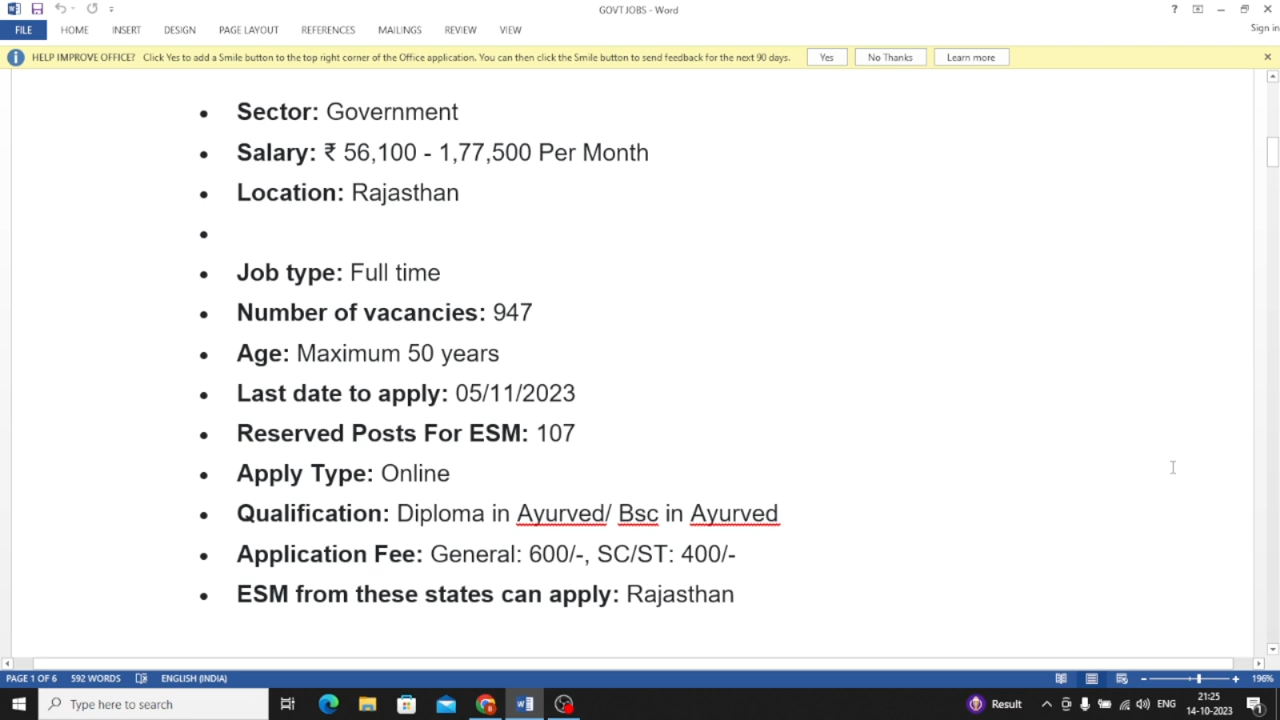 GOVT JOBS - Word
FILE HOME INSERT DESIGN PAGE LAYOUT REFERENCES MAILINGS REVIEW VIEW Sign in
HELP IMPROVE OFFICE? Click Yes to add a Smile button to the top right corner of the Office application. You can then click the Smile button to send feedback for the next 90 days. Yes No Thanks Learn more
• Sector: Government
• Salary: ₹ 56,100 - 1,77,500 Per Month
• Location: Rajasthan
•
• Job type: Full time
• Number of vacancies: 947
• Age: Maximum 50 years
• Last date to apply: 05/11/2023
• Reserved Posts For ESM: 107
• Apply Type: Online
• Qualification: Diploma in Ayurved/ Bsc in Ayurved
• Application Fee: General: 600/-, SC/ST: 400/-
• ESM from these states can apply: Rajasthan
PAGE 1 OF 6 592 WORDS ENGLISH (INDIA) 196%
Type here to search Result ENG 21:25
14-10-2023